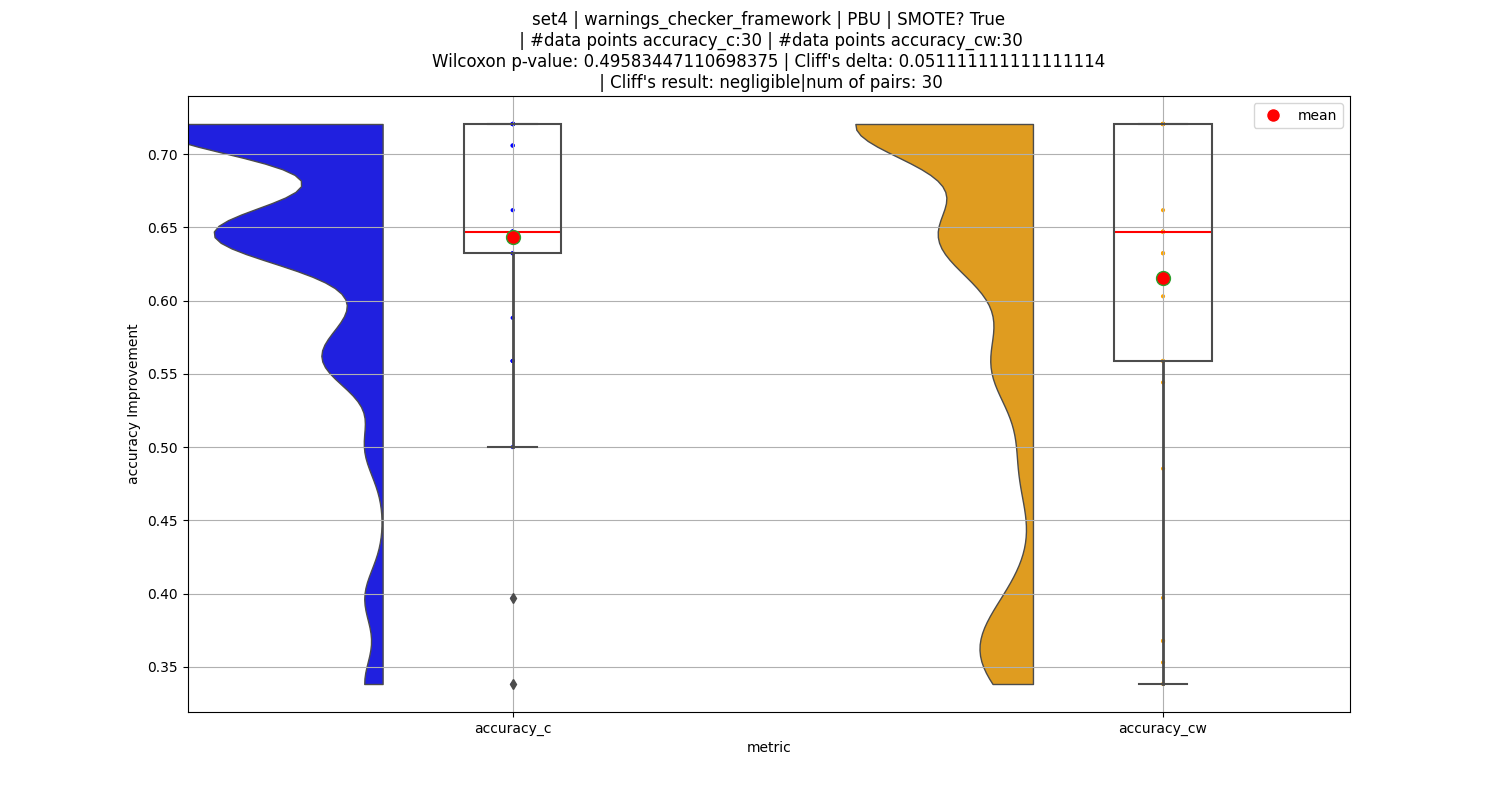 set4 | warnings_checker_framework | PBU | SMOTE? True
| #data points accuracy_c:30 | #data points accuracy_cw:30
Wilcoxon p-value: 0.49583447110698375 | Cliff's delta: 0.051111111111111114
| Cliff's result: negligible|num of pairs: 30
mean
0.70
0.65
0.60
0.55
0.50
0.45
0.40
0.35
accuracy Improvement
accuracy_c
accuracy_cw
metric